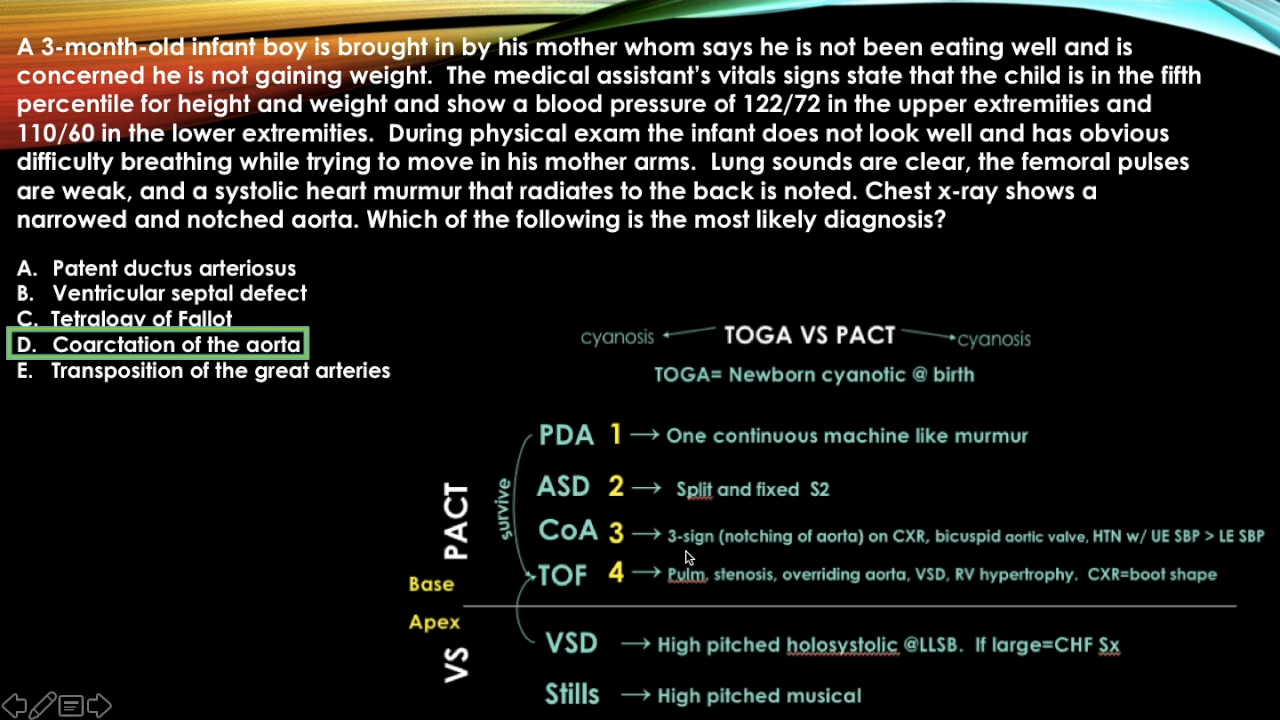 A 3-month-old infant boy is brought in by his mother whom says he is not been eating well and is
concerned he is not gaining weight.  The medical assistant's vitals signs state that the child is in the fifth
percentile for height and weight and show a blood pressure of 122/72 in the upper extremities and
110/60 in the lower extremities.  During physical exam the infant does not look well and has obvious
difficulty breathing while trying to move in his mother arms.  Lung sounds are clear, the femoral pulses
are weak, and a systolic heart murmur that radiates to the back is noted. Chest x-ray shows a
narrowed and notched aorta. Which of the following is the most likely diagnosis?
A. Patent ductus arteriosus
B. Ventricular septal defect
C. Tetralogy of Fallot
D. Coarctation of the aorta
E. Transposition of the great arteries
cyanosis ← TOGA VS PACT → cyanosis
TOGA= Newborn cyanotic @ birth
PDA 1 → One continuous machine like murmur
ASD 2 → Split and fixed S2
CoA 3 → 3-sign (notching of aorta) on CXR, bicuspid aortic valve, HTN w/ UE SBP > LE SBP
TOF 4 → Pulm, stenosis, overriding aorta, VSD, RV hypertrophy.  CXR=boot shape
survive
PACT
Base
Apex
VS
VSD → High pitched holosystolic @LLSB.  If large=CHF Sx
Stills → High pitched musical